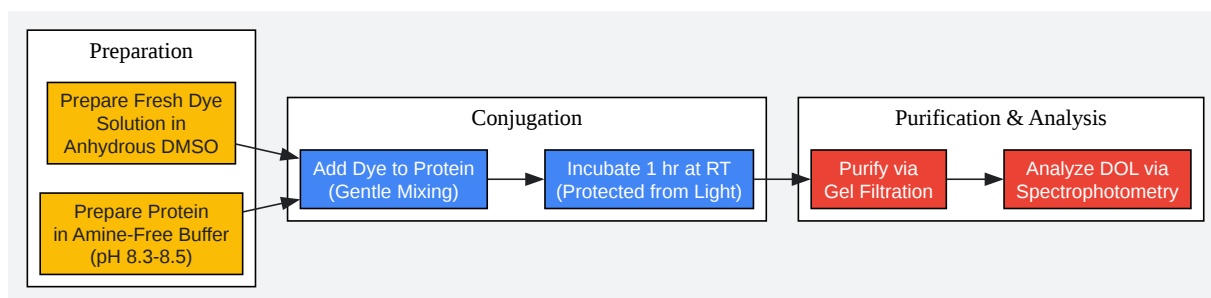 Preparation
Prepare Fresh Dye
Solution in
Anhydrous DMSO
Prepare Protein
in Amine-Free Buffer
(pH 8.3-8.5)
Conjugation
Add Dye to Protein
(Gentle Mixing)
Incubate 1 hr at RT
(Protected from Light)
Purification & Analysis
Purify via
Gel Filtration
Analyze DOL via
Spectrophotometry